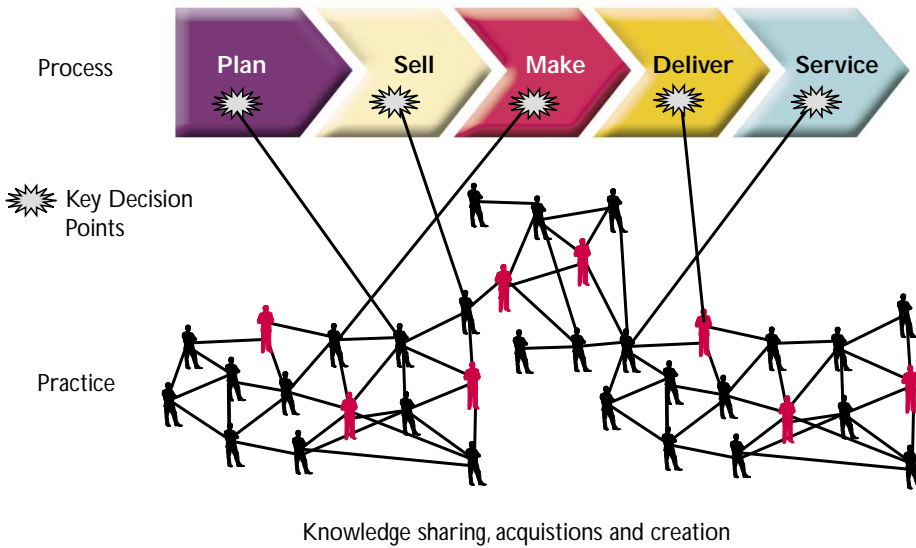 Process
Plan
Sell
Make
Deliver
Service
Key Decision
Points
Practice
Knowledge sharing, acquistions and creation